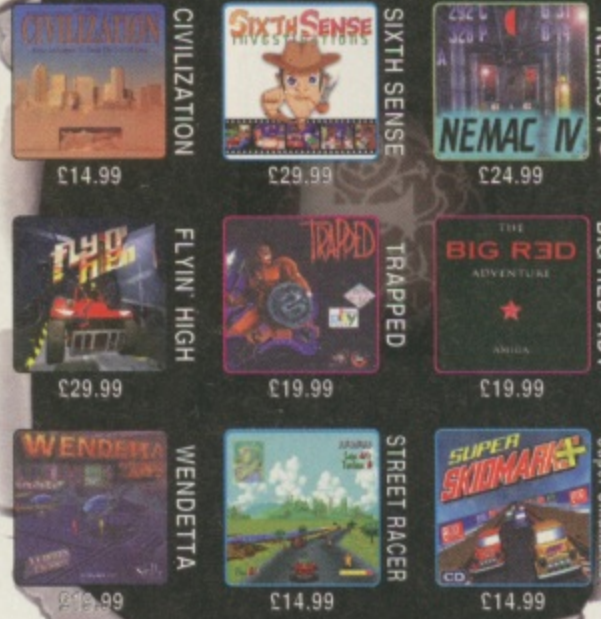 CIVILIZATION
CIVILIZATION
£14.99
SIXTH SENSE
INVESTIGATIONS
SIXTH SENSE
£29.99
NEMAC IV
£24.99
FLYIN' HIGH
£29.99
TRAPPED
TRAPPED
£19.99
THE
BIG R3D
ADVENTURE
AMIGA
£19.99
WENDETTA
WENDETTA
STREET RACER
£14.99
SUPER
SKIDMARKS+
CD
£14.99